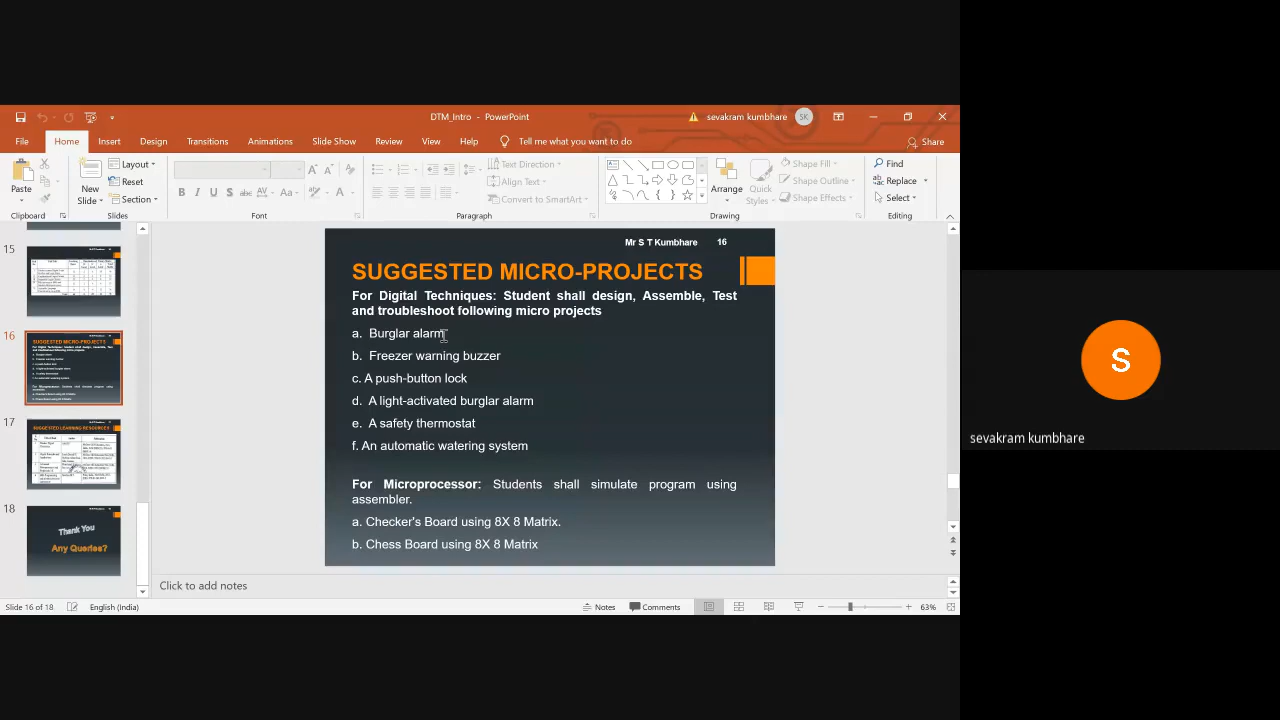 DTM_Intro - PowerPoint
sevakram kumbhare
SK
File
Home
Insert
Design
Transitions
Animations
Slide Show
Review
View
Help
Tell me what you want to do
Share
Paste
New
Slide
Layout
Reset
Section
Text Direction
Align Text
Convert to SmartArt
Arrange
Quick
Styles
Shape Fill
Shape Outline
Shape Effects
Find
Replace
Select
Clipboard
Slides
Font
Paragraph
Drawing
Editing
15
16
SUGGESTED MICRO-PROJECTS
17
SUGGESTED LEARNING RESOURCES
18
Thank You
Any Queries?
Mr S T Kumbhare 16
SUGGESTED MICRO-PROJECTS
For Digital Techniques: Student shall design, Assemble, Test
and troubleshoot following micro projects
a. Burglar alarm
b. Freezer warning buzzer
c. A push-button lock
d. A light-activated burglar alarm
e. A safety thermostat
f. An automatic watering system
For Microprocessor: Students shall simulate program using
assembler.
a. Checker's Board using 8X 8 Matrix.
b. Chess Board using 8X 8 Matrix
Click to add notes
Slide 16 of 18
English (India)
Notes
Comments
63%
S
sevakram kumbhare